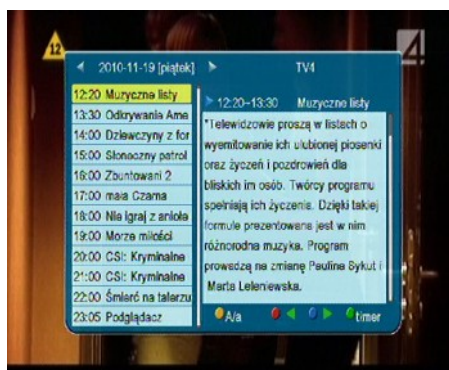 12
4
2010-11-19 [piątek]
TV4
12:20 Muzyczne listy
13:30 Odkrywanie Ame
14:00 Dziewczyny z for
15:00 Słoneczny patrol
16:00 Zbuntowani 2
17:00 maia Czarna
18:00 Nie igraj z aniołe
19:00 Morze miłości
20:00 CSI: Kryminalne
21:00 CSI: Kryminalne
22:00 Śmierć na talerzu
23:05 Podglądacz
12:20-13:30 Muzyczne listy
"Telewidzowie proszą w listach o
wyemitowanie ich ulubionej piosenki
oraz życzeń i pozdrowień dla
bliskich im osób. Twórcy programu
spełniają ich życzenia. Dzięki takiej
formule prezentowana jest w nim
różnorodna muzyka. Program
prowadzą na zmianę Paulina Sykut i
Marta Leleniewska.
A/a
timer